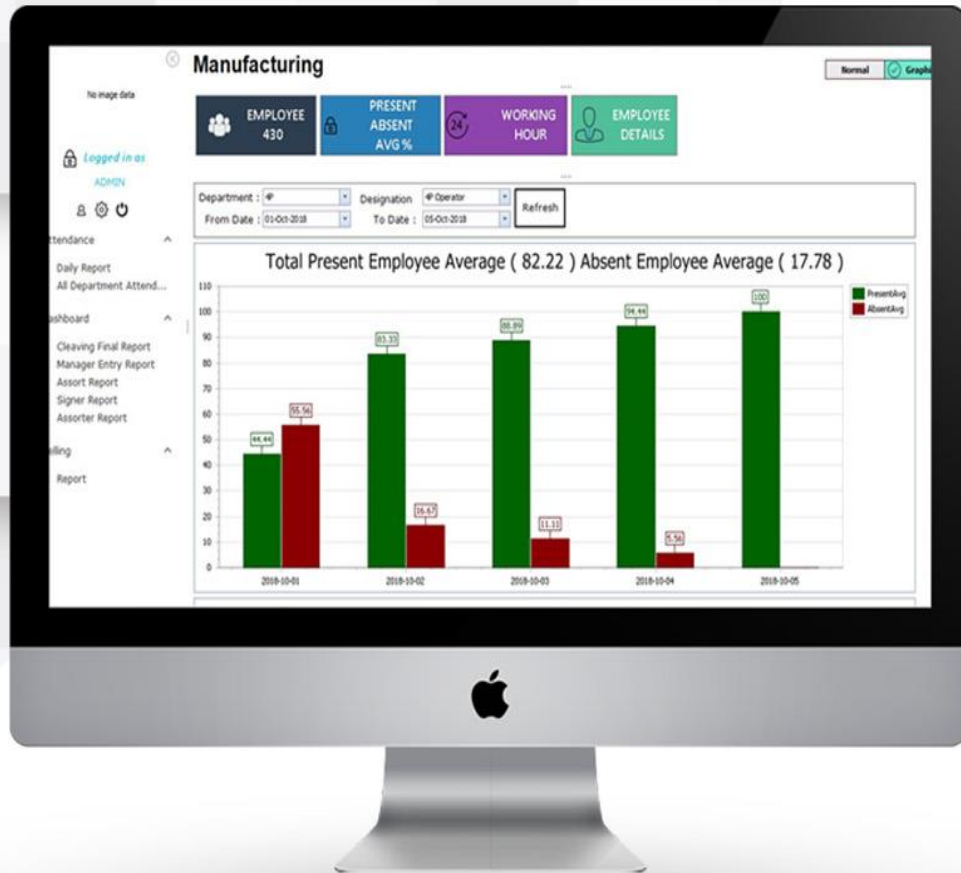 Manufacturing
Normal
Graphi
No image data
EMPLOYEE
430
PRESENT
ABSENT
AVG %
24
WORKING
HOUR
EMPLOYEE
DETAILS
Logged in as
ADMIN
Department : 4P
Designation 4P Operator
Refresh
From Date : 01-Oct-2018
To Date : 05-Oct-2018
ttendance
Daily Report
All Department Attend...
ashboard
Cleaving Final Report
Manager Entry Report
Assort Report
Signer Report
Assorter Report
lling
Report
Total Present Employee Average ( 82.22 ) Absent Employee Average ( 17.78 )
PresentAvg
AbsentAvg
110
100
90
80
70
60
50
40
30
20
10
0
44.44
55.56
83.33
16.67
88.89
11.11
94.44
5.56
100
2018-10-01
2018-10-02
2018-10-03
2018-10-04
2018-10-05